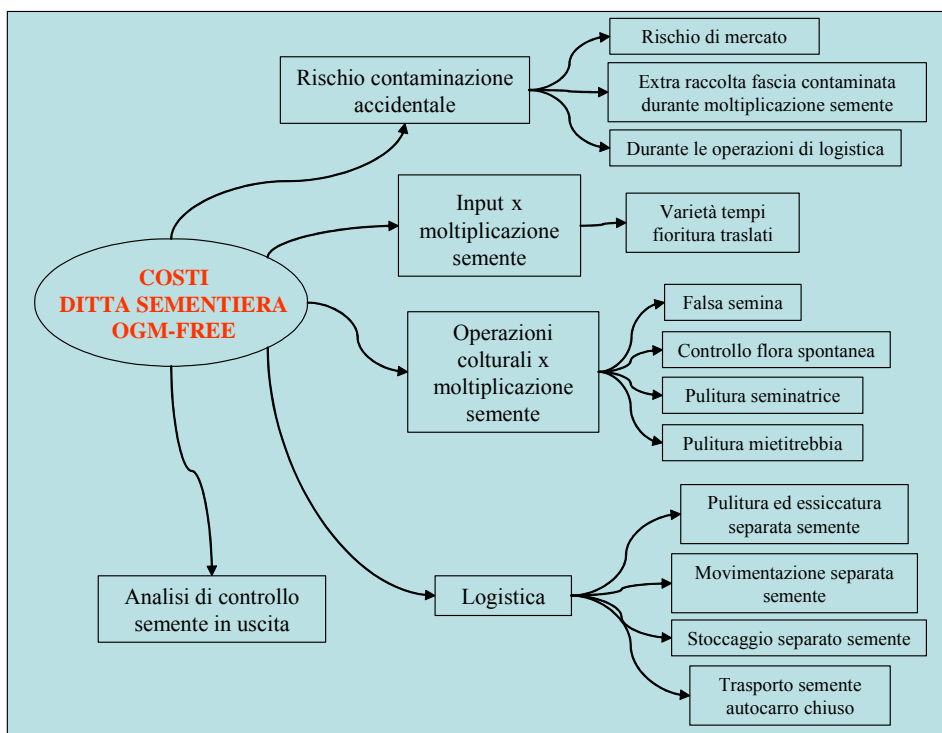 COSTI
DITTA SEMENTIERA
OGM-FREE
Rischio contaminazione
accidentale
Rischio di mercato
Extra raccolta fascia contaminata
durante moltiplicazione semente
Durante le operazioni di logistica
Input x
moltiplicazione
semente
Varietà tempi
fioritura traslati
Operazioni
colturali x
moltiplicazione
semente
Falsa semina
Controllo flora spontanea
Pulitura seminatrice
Pulitura mietitrebbia
Logistica
Pulitura ed essiccatura
separata semente
Movimentazione separata
semente
Stoccaggio separato semente
Trasporto semente
autocarro chiuso
Analisi di controllo
semente in uscita